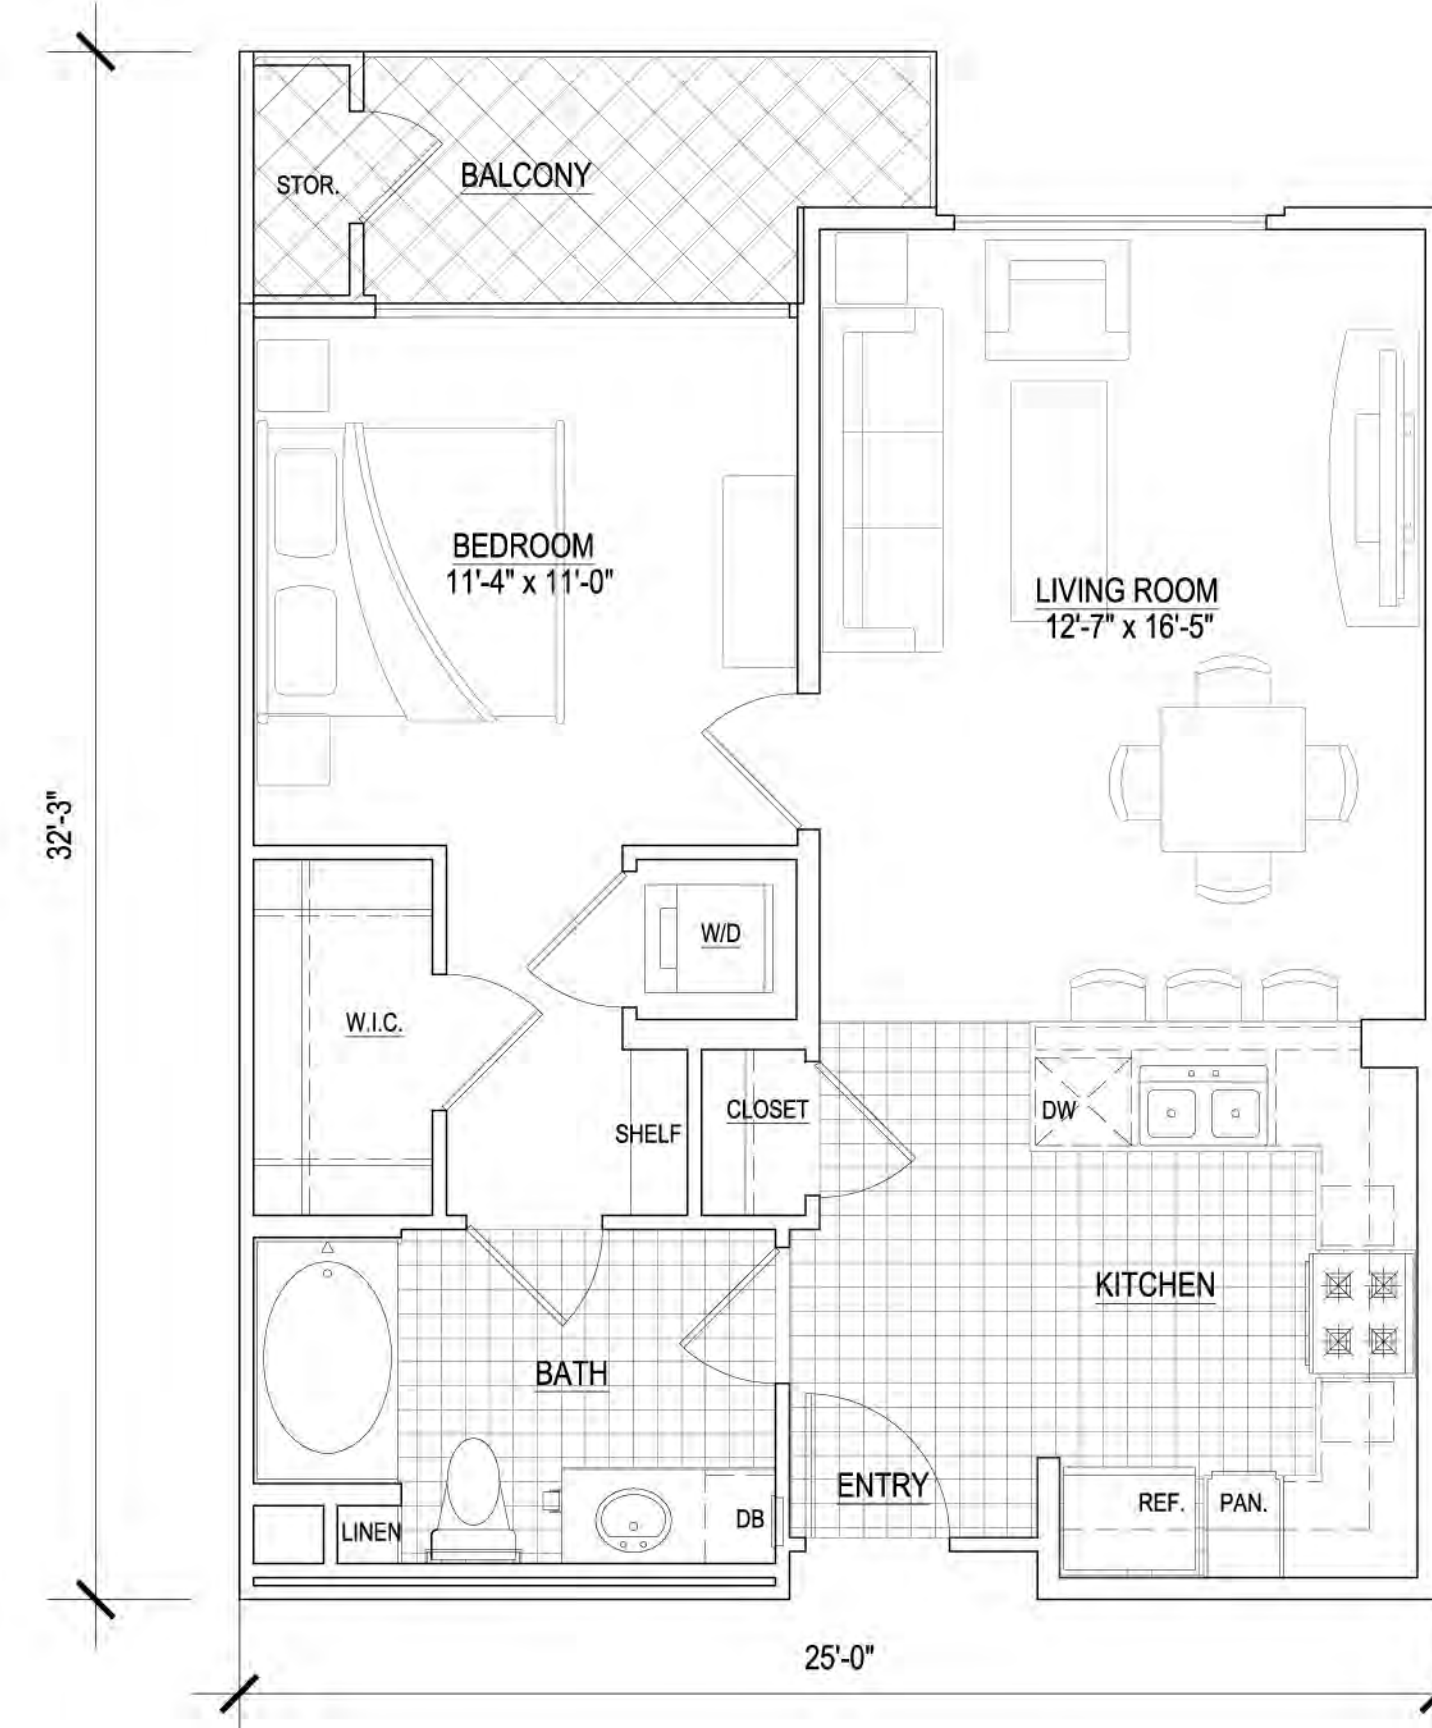 STOR.
BALCONY
BEDROOM
11'-4" x 11'-0"
LIVING ROOM
12'-7" x 16'-5"
32'-3"
W/D
W.I.C.
CLOSET
DW
SHELF
KITCHEN
BATH
ENTRY
REF.
PAN.
DB
LINEN
25'-0"